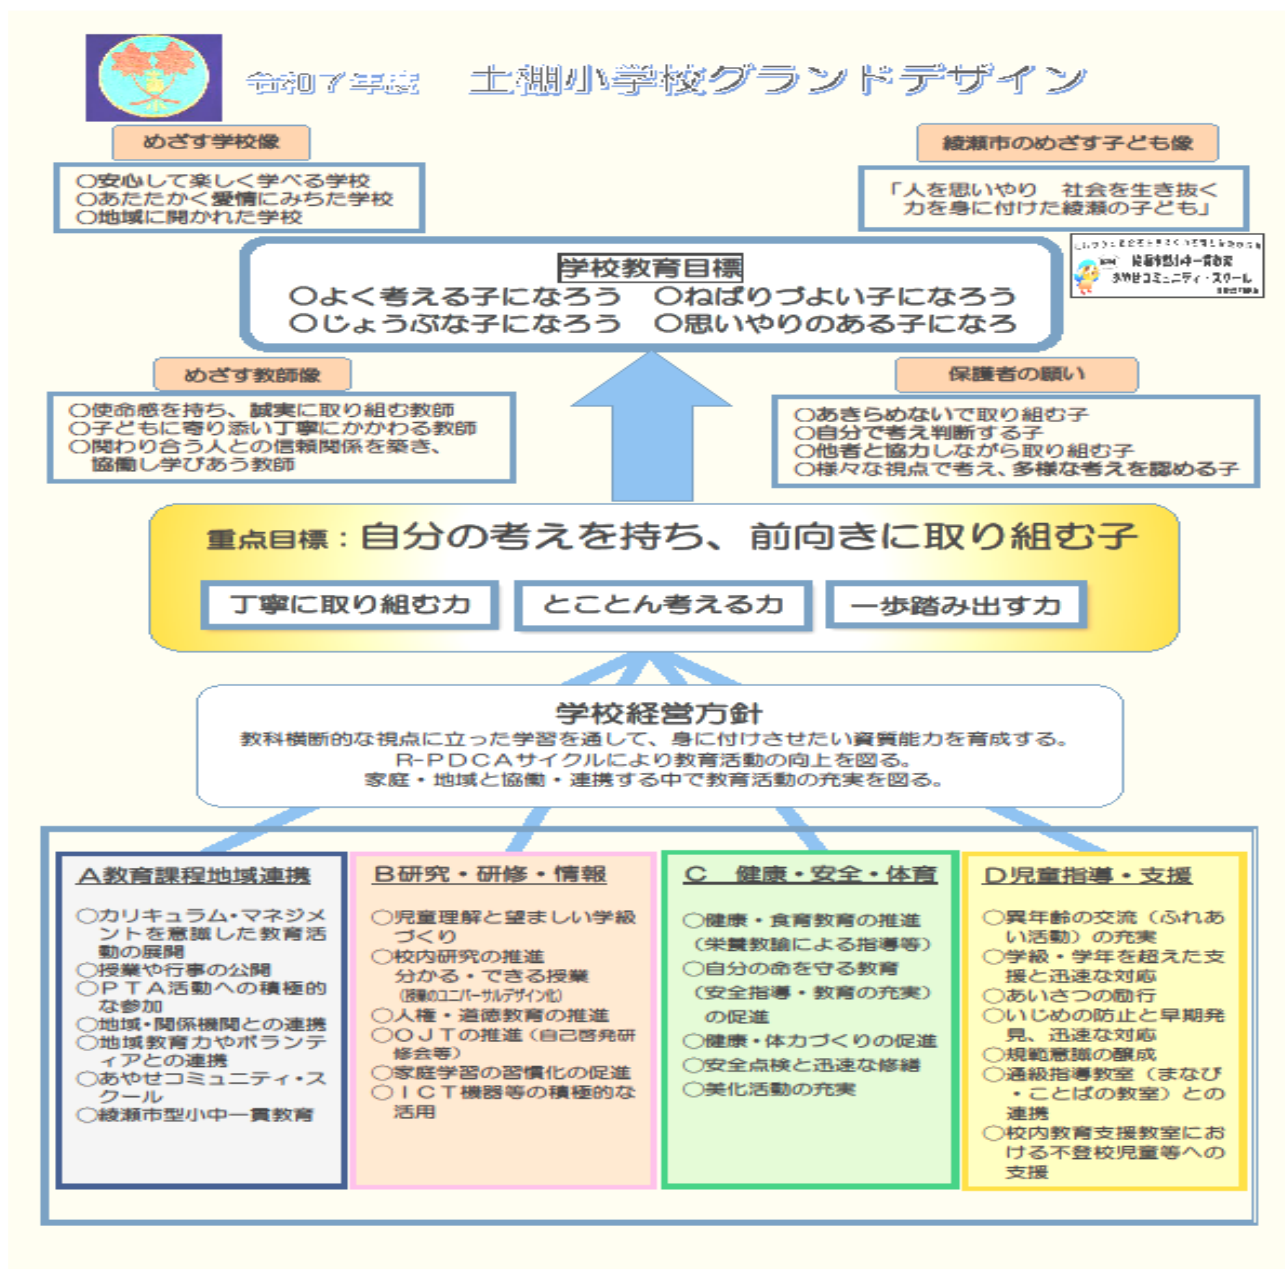 令和7年度　土棚小学校グランドデザイン
めざす学校像
○安心して楽しく学べる学校
○あたたかく愛情にみちた学校
○地域に開かれた学校
綾瀬市のめざす子ども像
「人を思いやり　社会を生き抜く
力を身に付けた綾瀬の子ども」
綾瀬市型小中一貫教育
あやせコミュニティ・スクール
学校教育目標
○よく考える子になろう　○ねばりづよい子になろう
○じょうぶな子になろう　○思いやりのある子になろ
めざす教師像
○使命感を持ち、誠実に取り組む教師
○子どもに寄り添い丁寧にかかわる教師
○関わり合う人との信頼関係を築き、
協働し学びあう教師
保護者の願い
○あきらめないで取り組む子
○自分で考え判断する子
○他者と協力しながら取り組む子
○様々な視点で考え、多様な考えを認める子
重点目標：自分の考えを持ち、前向きに取り組む子
丁寧に取り組む力
とことん考える力
一歩踏み出す力
学校経営方針
教科横断的な視点に立った学習を通して、身に付けさせたい資質能力を育成する。
R-PDCAサイクルにより教育活動の向上を図る。
家庭・地域と協働・連携する中で教育活動の充実を図る。
A教育課程地域連携
○カリキュラム・マネジメ
ントを意識した教育活
動の展開
○授業や行事の公開
○PTA活動への積極的
な参加
○地域・関係機関との連携
○地域教育力やボランテ
ィアとの連携
○あやせコミュニティ・ス
クール
○綾瀬市型小中一貫教育
B研究・研修・情報
○児童理解と望ましい学級
づくり
○校内研究の推進
分かる・できる授業
（授業のユニバーサルデザイン化）
○人権・道徳教育の推進
○OJTの推進（自己啓発研
修会等）
○家庭学習の習慣化の促進
○ICT機器等の積極的な
活用
C　健康・安全・体育
○健康・食育教育の推進
（栄養教諭による指導等）
○自分の命を守る教育
（安全指導・教育の充実）
の促進
○健康・体力づくりの促進
○安全点検と迅速な修繕
○美化活動の充実
D児童指導・支援
○異年齢の交流（ふれあ
い活動）の充実
○学級・学年を超えた支
援と迅速な対応
○あいさつの励行
○いじめの防止と早期発
見、迅速な対応
○規範意識の醸成
○通級指導教室（まなび
・ことばの教室）との
連携
○校内教育支援教室にお
ける不登校児童等への
支援